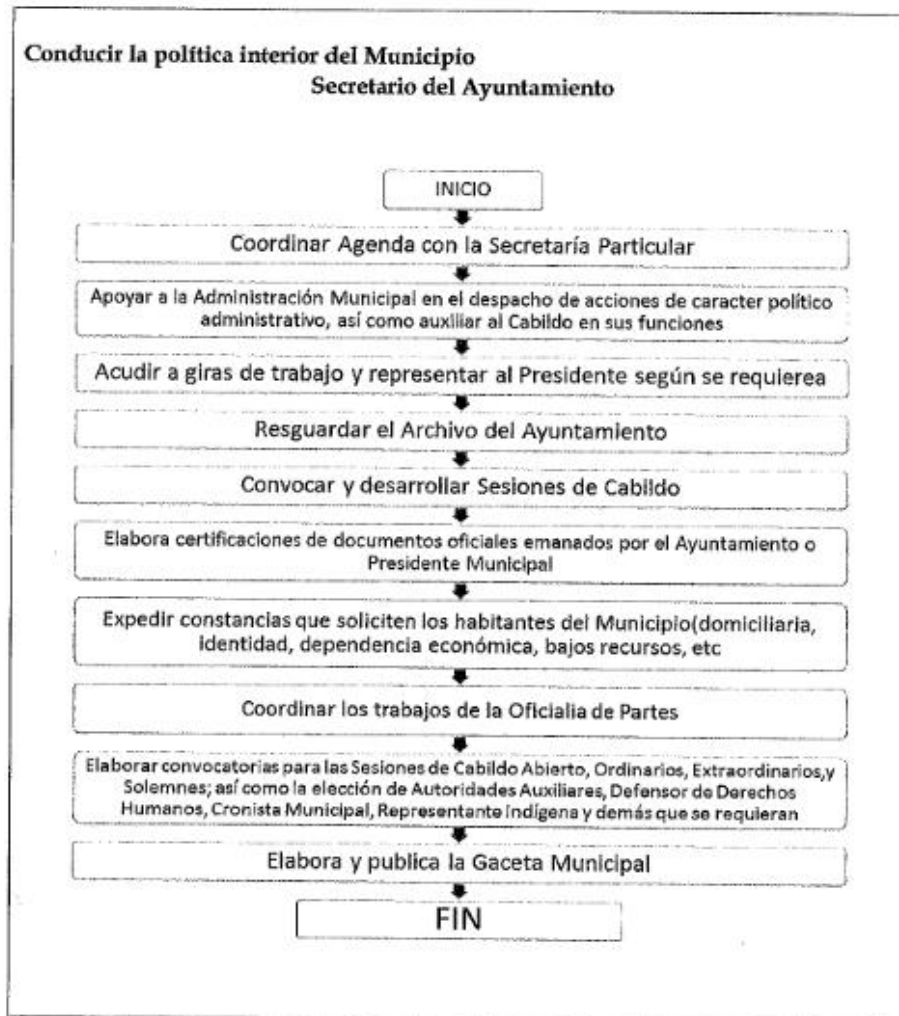 Conducir la política interior del Municipio
Secretario del Ayuntamiento
INICIO
Coordinar Agenda con la Secretaría Particular
Apoyar a la Administración Municipal en el despacho de acciones de caracter político
administrativo, así como auxiliar al Cabildo en sus funciones
Acudir a giras de trabajo y representar al Presidente según se requierea
Resguardar el Archivo del Ayuntamiento
Convocar y desarrollar Sesiones de Cabildo
Elabora certificaciones de documentos oficiales emanados por el Ayuntamiento o
Presidente Municipal
Expedir constancias que soliciten los habitantes del Municipio(domiciliaria,
identidad, dependencia económica, bajos recursos, etc
Coordinar los trabajos de la Oficialia de Partes
Elaborar convocatorias para las Sesiones de Cabildo Abierto, Ordinarios, Extraordinarios,y
Solemnes; así como la elección de Autoridades Auxiliares, Defensor de Derechos
Humanos, Cronista Municipal, Representante Indígena y demás que se requieran
Elabora y publica la Gaceta Municipal
FIN